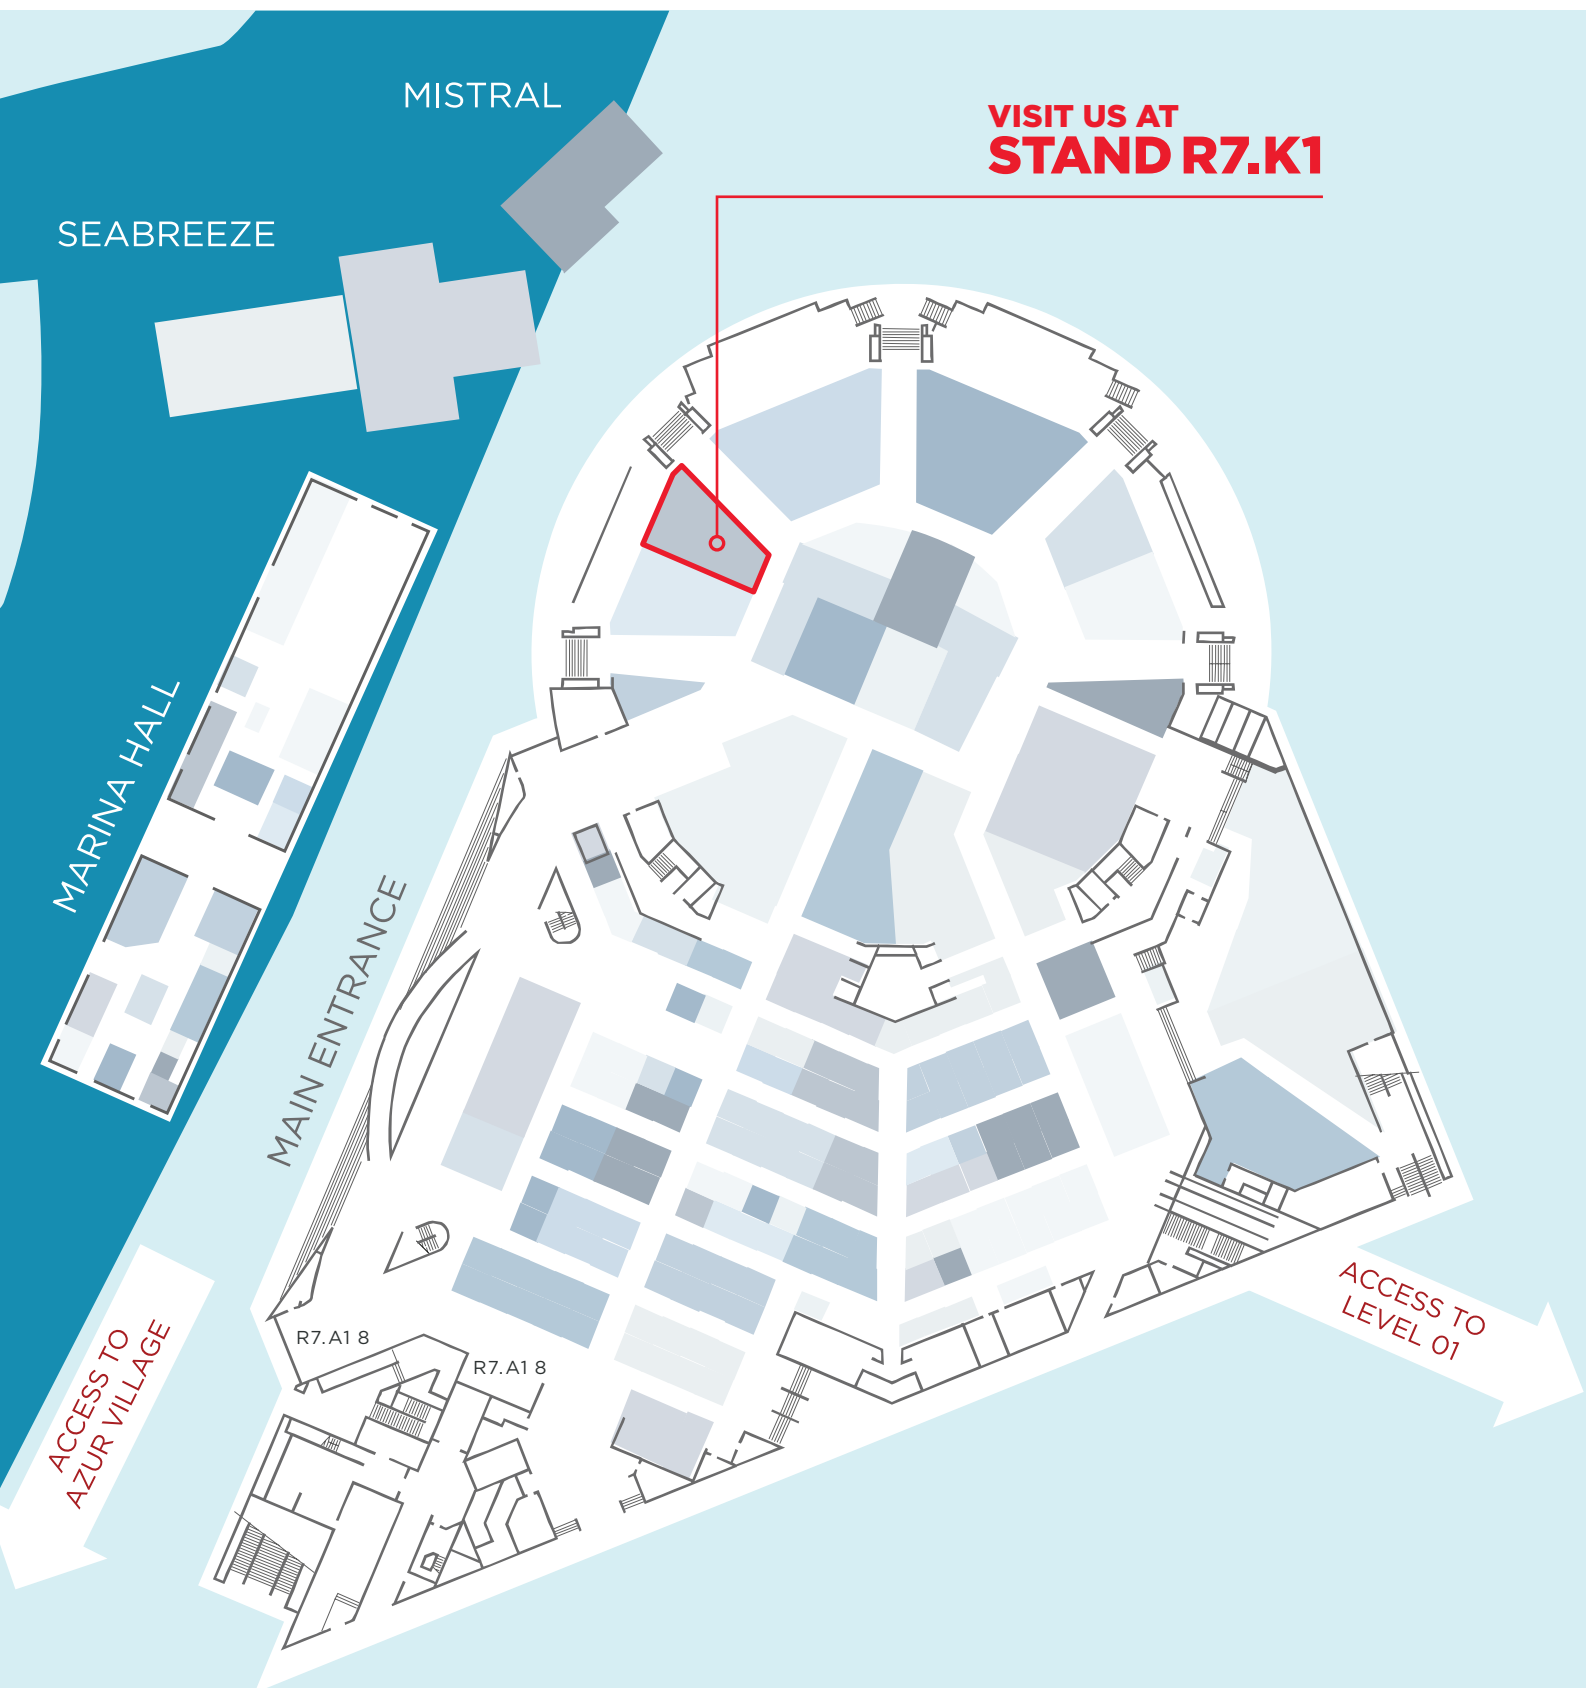 MISTRAL
VISIT US AT
STAND R7.K1
SEABREEZE
MARINA HALL
MAIN ENTRANCE
ACCESS TO
LEVEL 01
R7.A1 8
R7.A1 8
ACCESS TO
AZUR VILLAGE